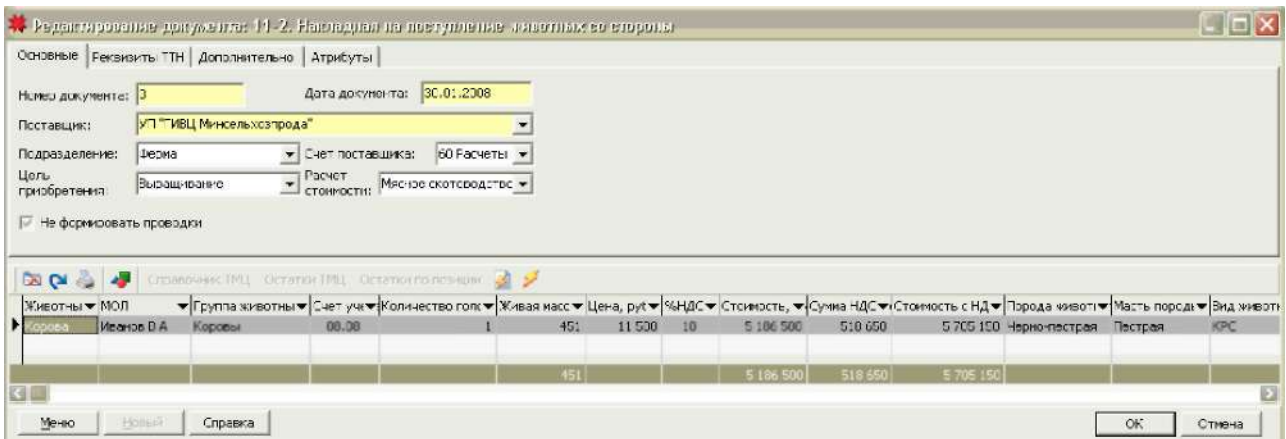 Редактирование документа: 11-2. Накладная на поступление животных со стороны
Основные Реквизиты ТТН Дополнительно Атрибуты
Номер документа: 3 Дата документа: 30.01.2008
Поставщик: УП "ГИВЦ Минсельхозпрода"
Подразделение: Ферма Счет поставщика: 60 Расчеты
Цель приобретения: Выращивание Расчет стоимости: Мясное скотоводство
Не формировать проводки
Справочник ТМЦ Остатки ТМЦ Остатки по позиции
Животны МОЛ Группа животны Счет уче Количество голо Живая масс Цена, руб %НДС Стоимость, Сумма НДС Стоимость с НД Порода животн Масть породы Вид животн
Корова Иванов В А Коровы 08.08 1 451 11 500 10 5 186 500 518 650 5 705 150 Черно-пестрая Пестрая КРС
451 5 186 500 518 650 5 705 150
Меню Новый Справка ОК Отмена